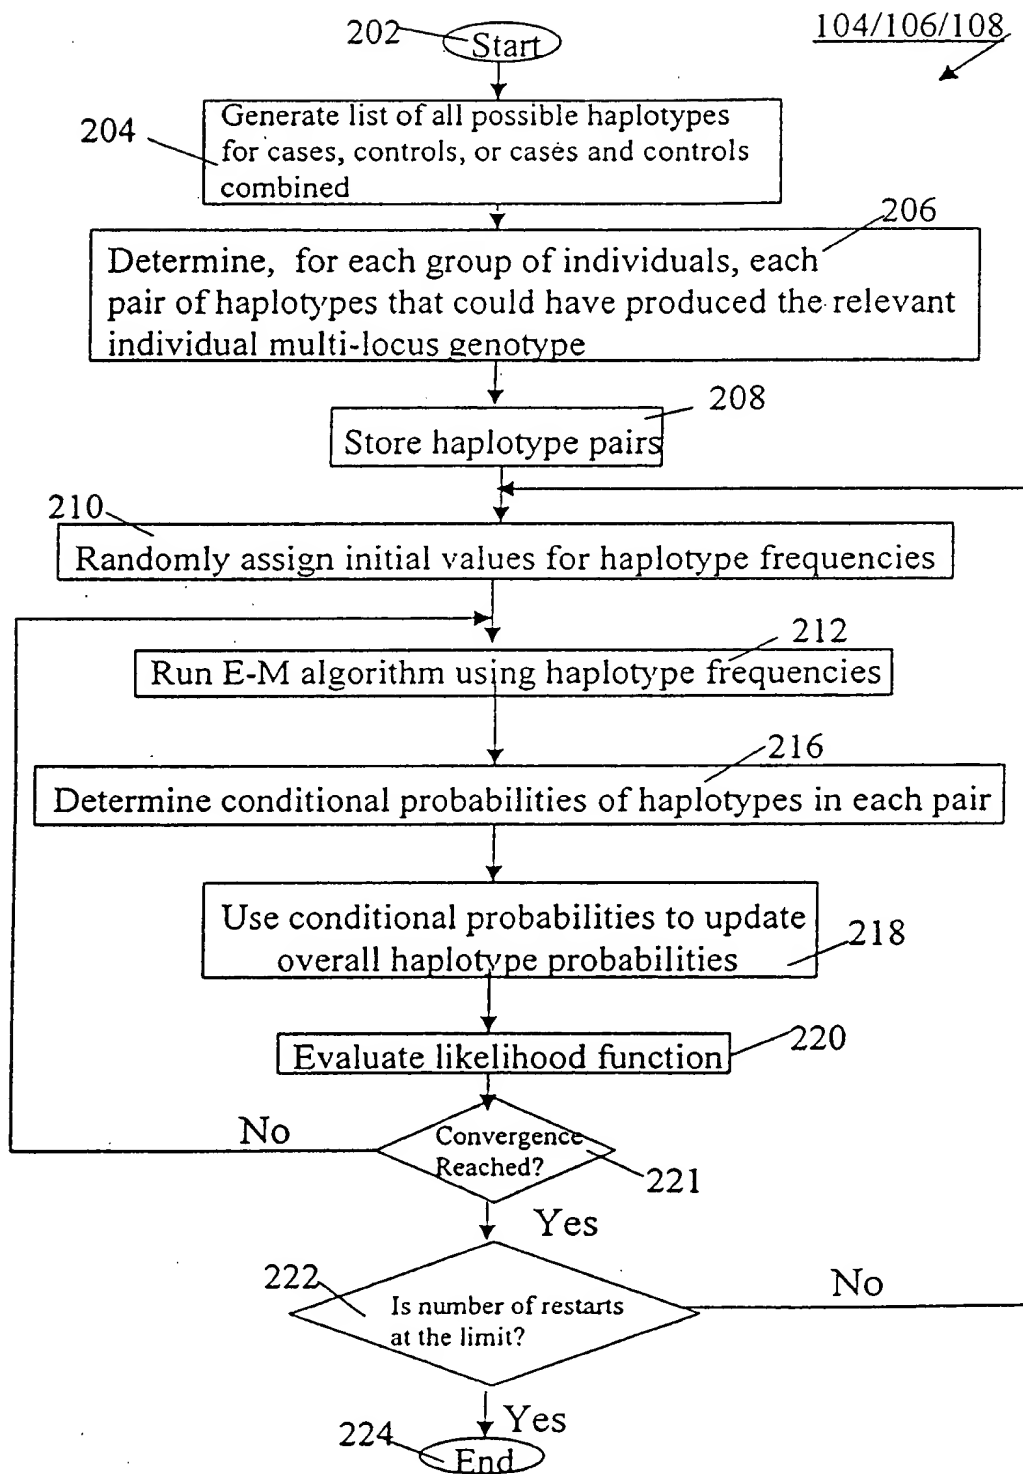 202
Start
104/106/108
204
Generate list of all possible haplotypes
for cases, controls, or cases and controls
combined
206
Determine, for each group of individuals, each
pair of haplotypes that could have produced the relevant
individual multi-locus genotype
208
Store haplotype pairs
210
Randomly assign initial values for haplotype frequencies
212
Run E-M algorithm using haplotype frequencies
216
Determine conditional probabilities of haplotypes in each pair
Use conditional probabilities to update
overall haplotype probabilities
218
Evaluate likelihood function
220
No
Convergence
Reached?
221
Yes
222
Is number of restarts
at the limit?
No
Yes
224
End